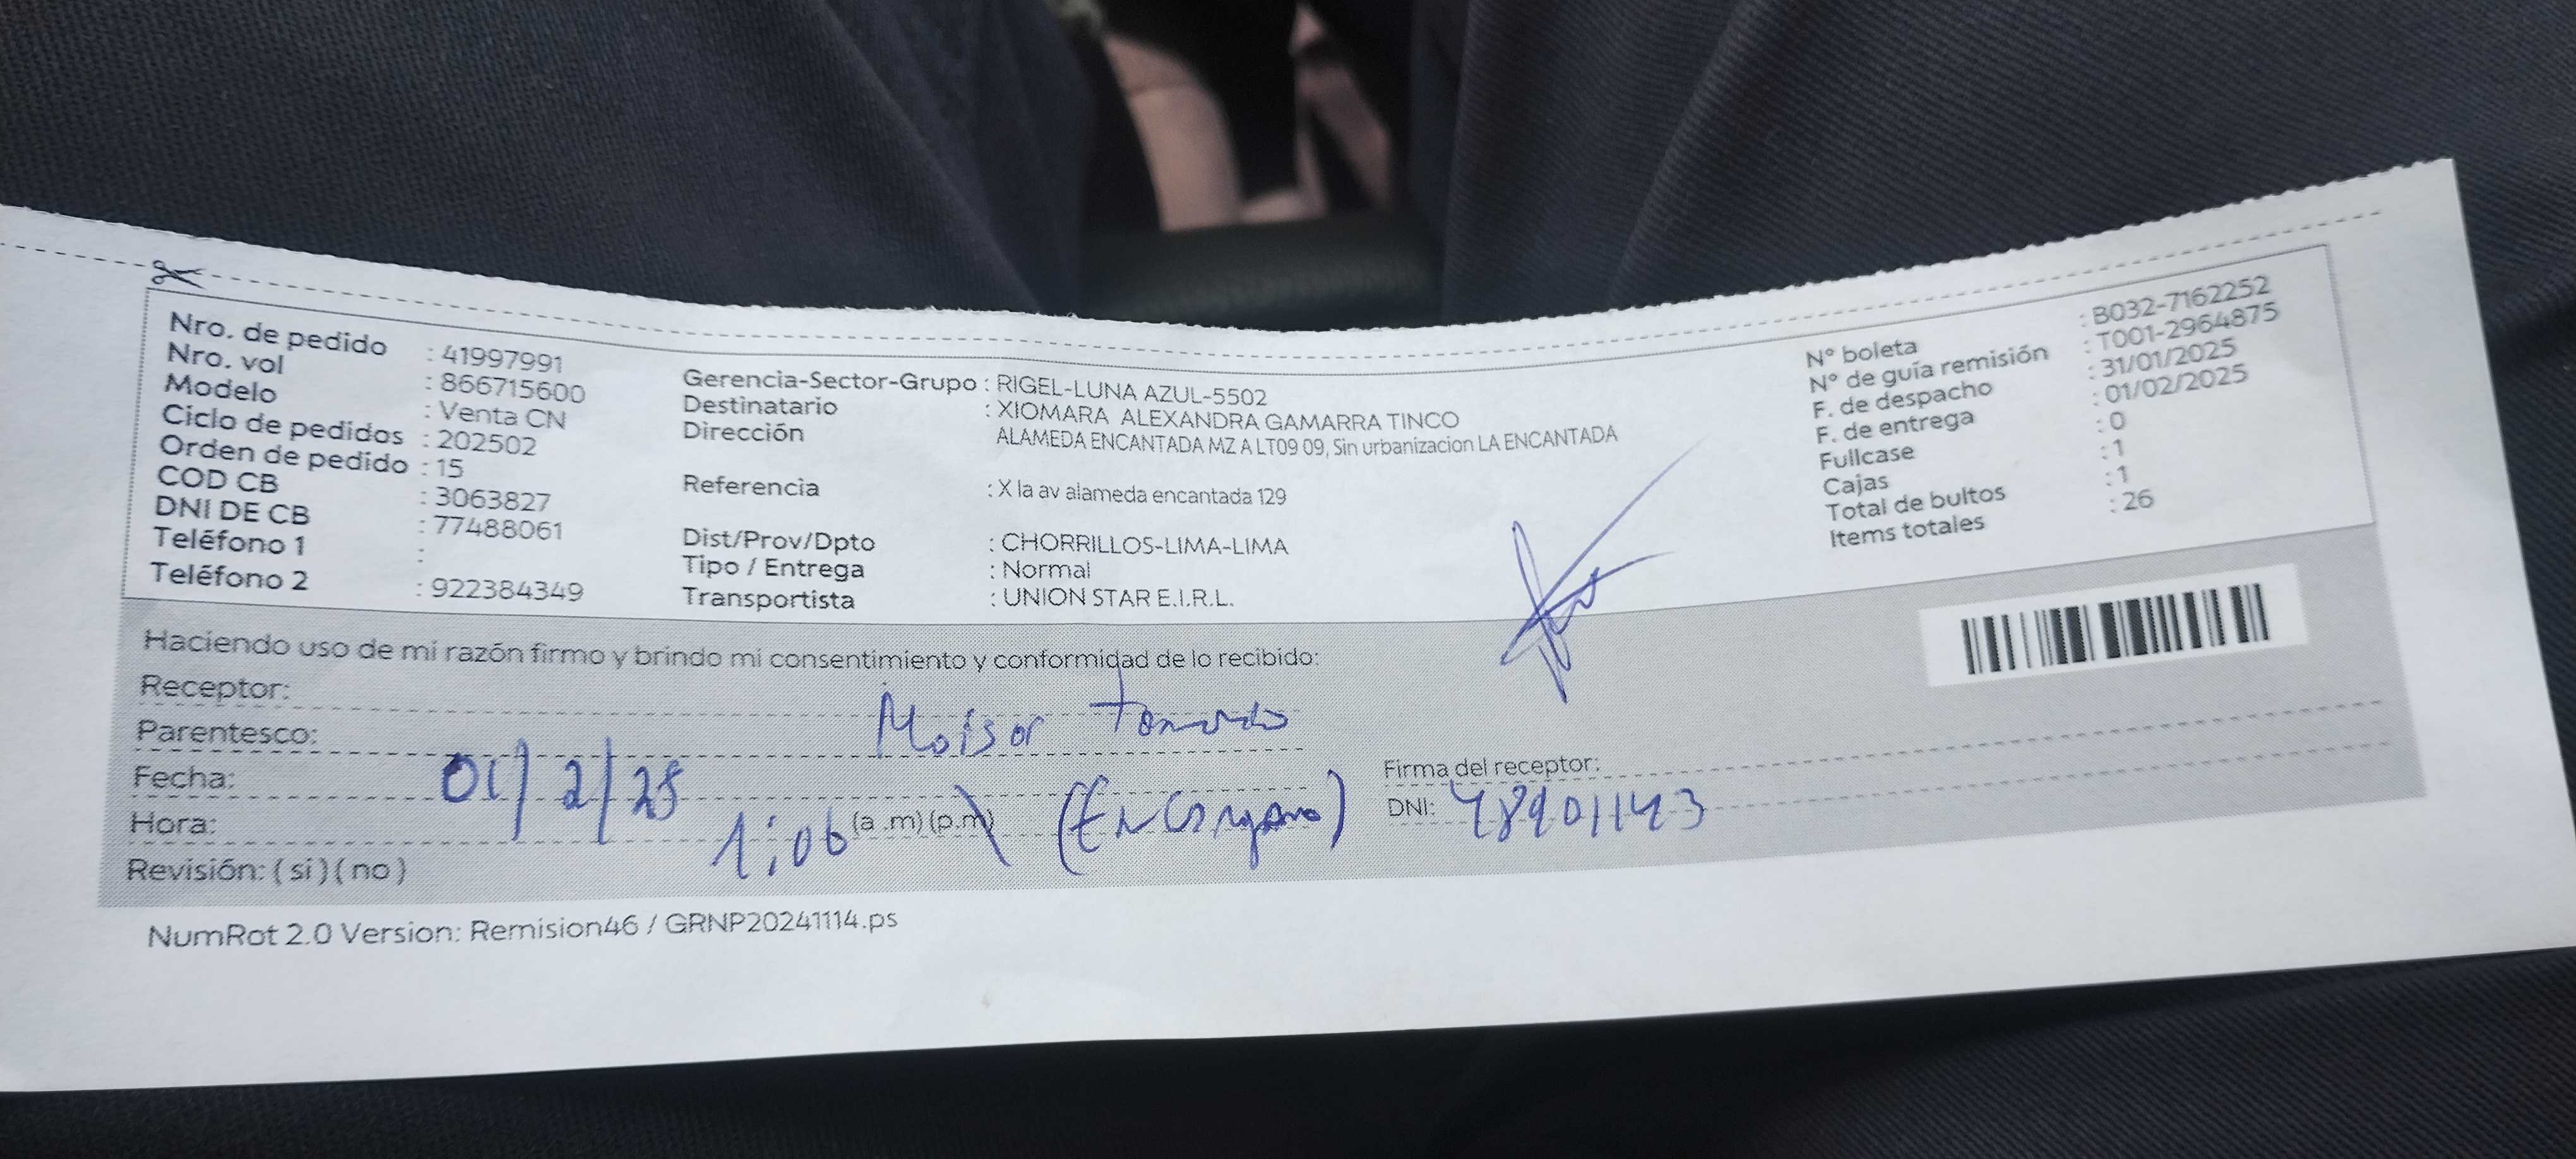 Nro. de pedido : 41997991
Nro. vol : 866715600
Modelo : Venta CN
Ciclo de pedidos : 202502
Orden de pedido : 15
COD CB : 3063827
DNI DE CB : 77488061
Teléfono 1 :
Teléfono 2 : 922384349
Gerencia-Sector-Grupo : RIGEL-LUNA AZUL-5502
Destinatario : XIOMARA ALEXANDRA GAMARRA TINCO
Dirección ALAMEDA ENCANTADA MZ A LT09 09, Sin urbanizacion LA ENCANTADA
Referencia : X la av alameda encantada 129
Dist/Prov/Dpto : CHORRILLOS-LIMA-LIMA
Tipo / Entrega : Normal
Transportista : UNION STAR E.I.R.L.
N° boleta : B032-7162252
N° de guía remisión : T001-2964875
F. de despacho : 31/01/2025
F. de entrega : 01/02/2025
Fullcase : 0
Cajas : 1
Total de bultos : 1
Items totales : 26
Haciendo uso de mi razón firmo y brindo mi consentimiento y conformidad de lo recibido:
Receptor:
Parentesco:
Fecha: 01/2/25
Hora: 1:06 (a .m) (p.m)
Firma del receptor:
DNI: 48901143
Revisión: ( si ) ( no )
NumRot 2.0 Version: Remision46 / GRNP20241114.ps